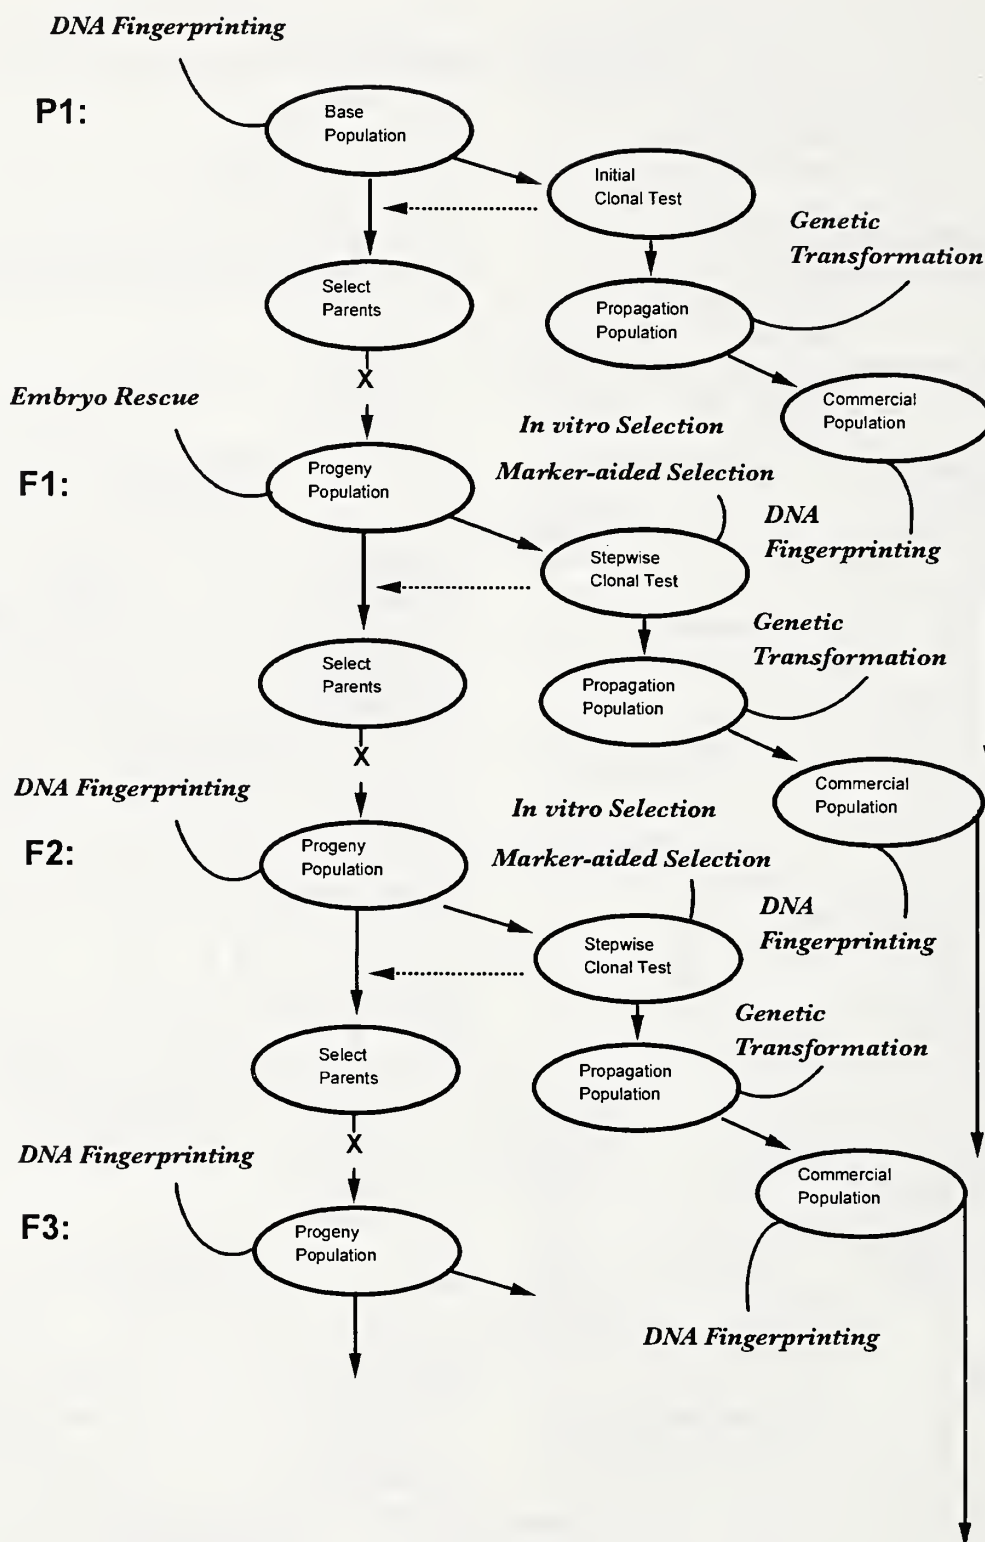 DNA Fingerprinting
P1:
Base
Population
Initial
Clonal Test
Genetic
Transformation
Select
Parents
Propagation
Population
X
Embryo Rescue
Commercial
Population
In vitro Selection
F1:
Progeny
Population
Marker-aided Selection
DNA
Fingerprinting
Stepwise
Clonal Test
Genetic
Transformation
Select
Parents
Propagation
Population
X
DNA Fingerprinting
Commercial
Population
In vitro Selection
F2:
Progeny
Population
Marker-aided Selection
DNA
Fingerprinting
Stepwise
Clonal Test
Genetic
Transformation
Select
Parents
Propagation
Population
X
DNA Fingerprinting
Commercial
Population
F3:
Progeny
Population
DNA Fingerprinting